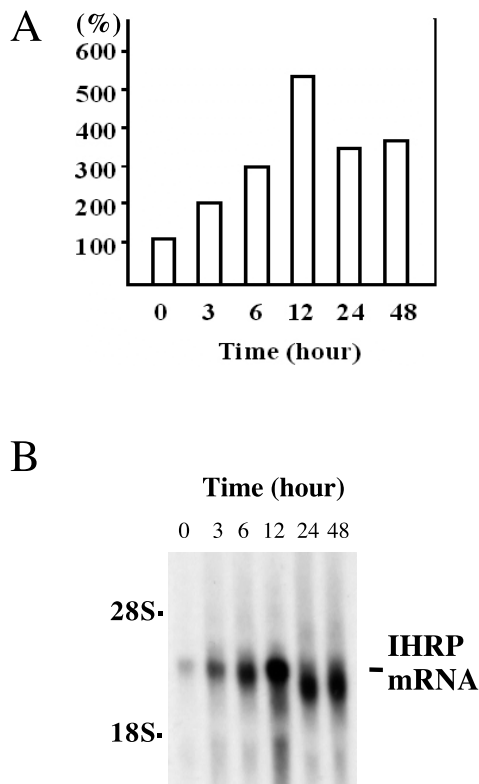 A
(%)
600
500
400
300
200
100
0 3 6 12 24 48
Time (hour)
B
Time (hour)
0 3 6 12 24 48
28S-
IHRP
mRNA
18S-